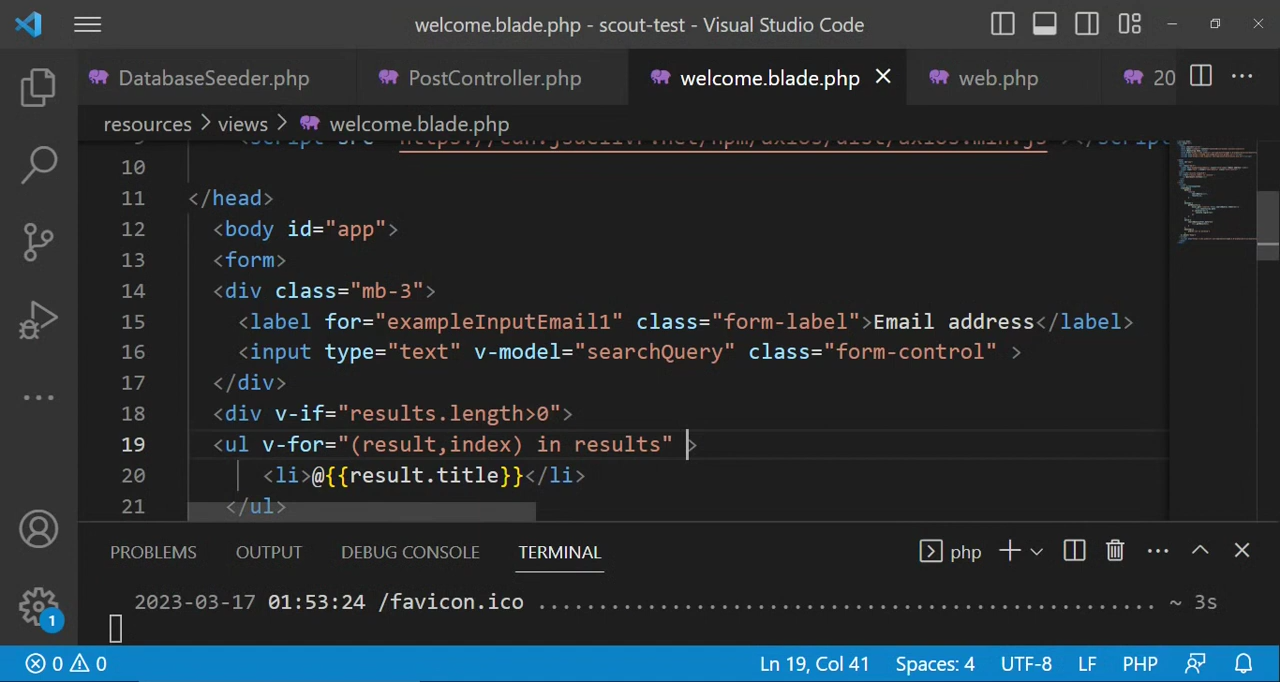 welcome.blade.php - scout-test - Visual Studio Code
DatabaseSeeder.php
PostController.php
welcome.blade.php
web.php
20
resources > views > welcome.blade.php
10
11 </head>
12 <body id="app">
13 <form>
14 <div class="mb-3">
15 <label for="exampleInputEmail1" class="form-label">Email address</label>
16 <input type="text" v-model="searchQuery" class="form-control" >
17 </div>
18 <div v-if="results.length>0">
19 <ul v-for="(result,index) in results" >
20 <li>@{{result.title}}</li>
21 </ul>
PROBLEMS OUTPUT DEBUG CONSOLE TERMINAL
php
2023-03-17 01:53:24 /favicon.ico .................................................. ~ 3s
1
0 0
Ln 19, Col 41 Spaces: 4 UTF-8 LF PHP